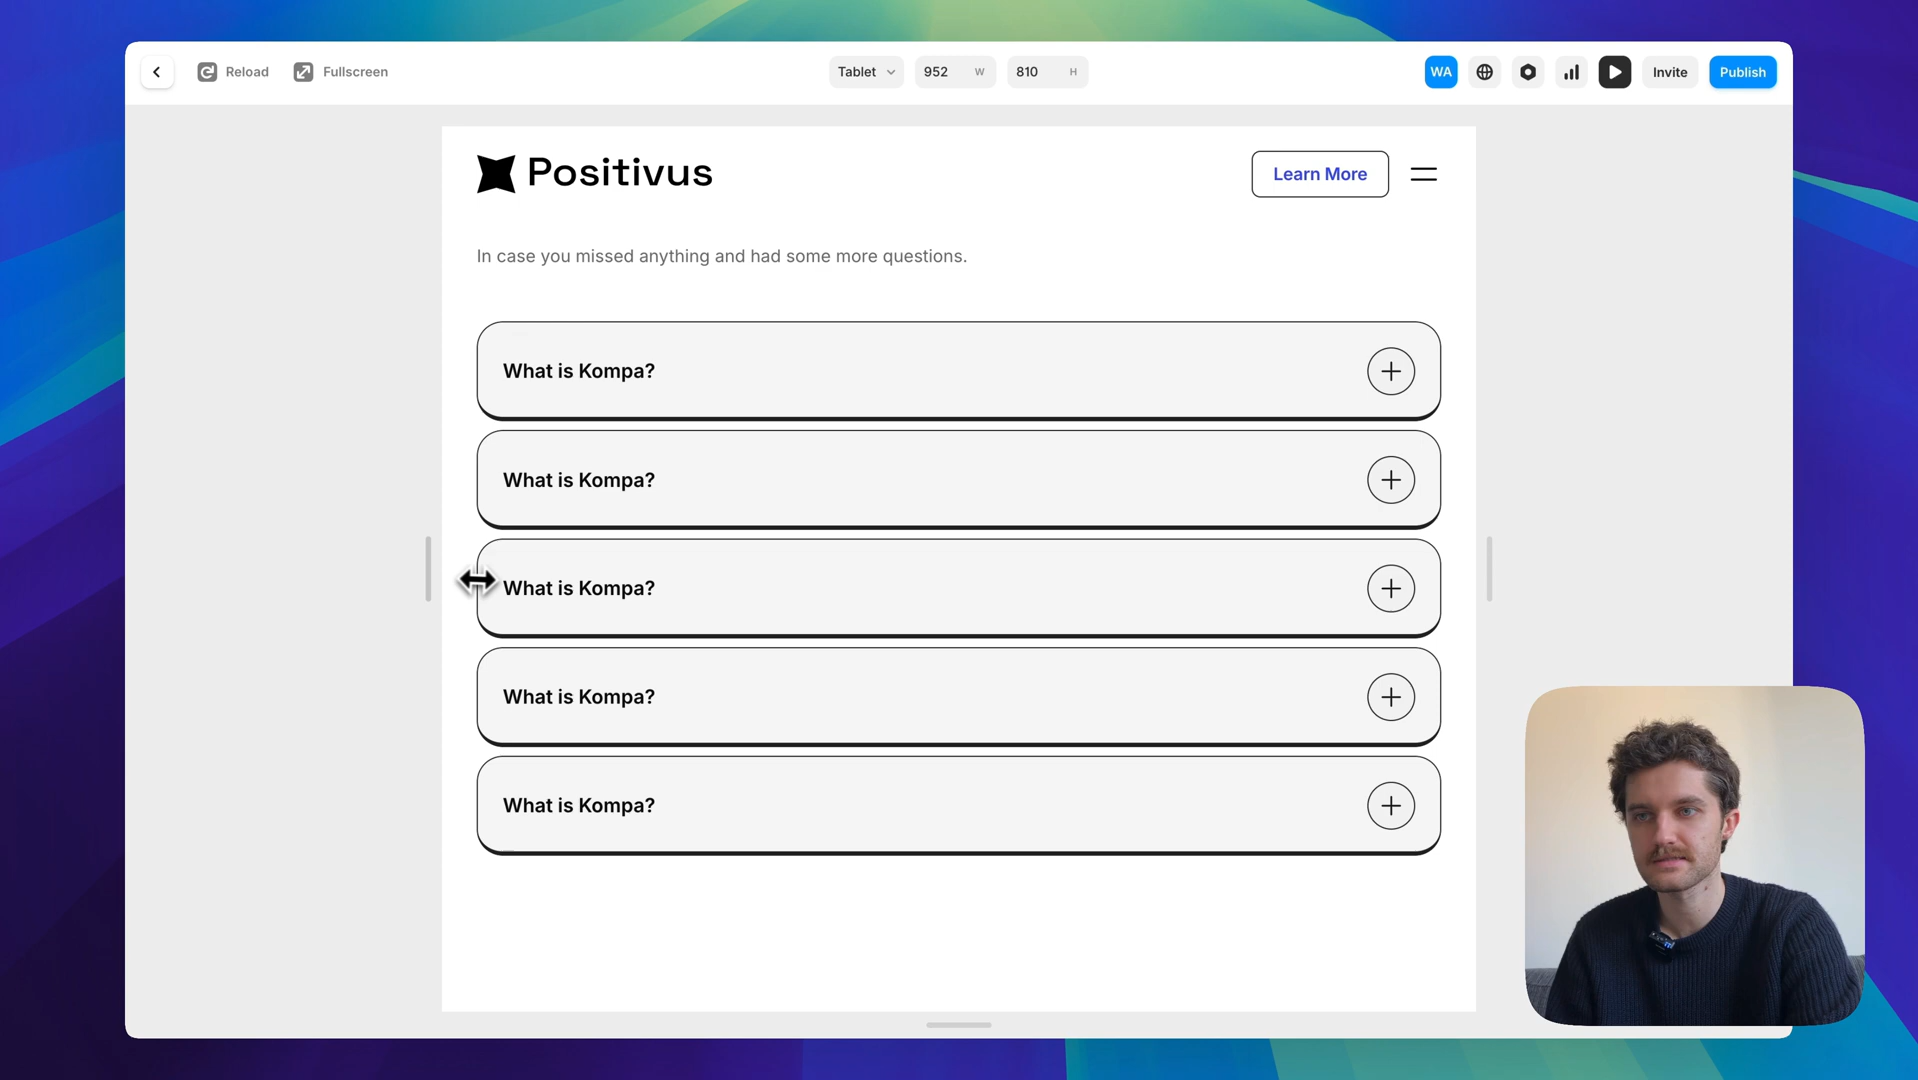 Reload
Fullscreen
Tablet
952 W
810 H
WA
Invite
Publish
Positivus
Learn More
In case you missed anything and had some more questions.
What is Kompa?
What is Kompa?
What is Kompa?
What is Kompa?
What is Kompa?